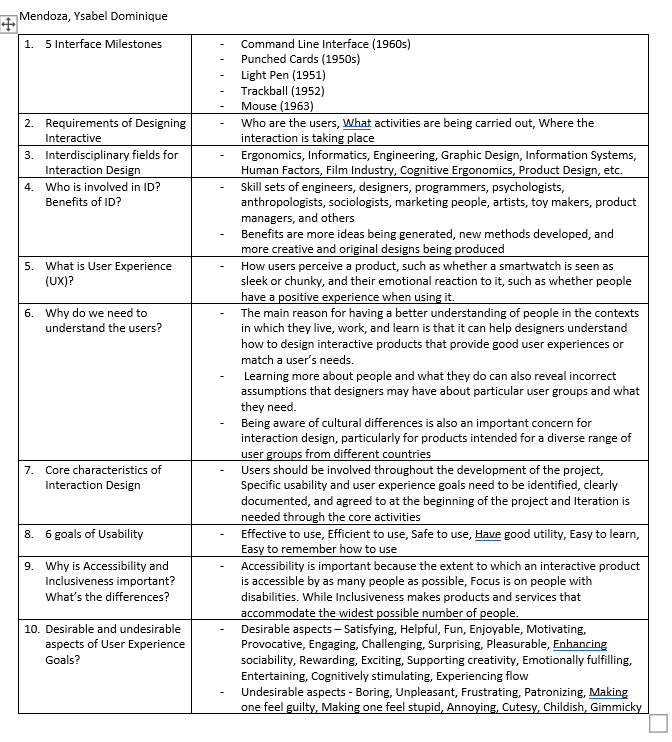 Mendoza, Ysabel Dominique
1. 5 Interface Milestones
- Command Line Interface (1960s)
- Punched Cards (1950s)
- Light Pen (1951)
- Trackball (1952)
- Mouse (1963)
2. Requirements of Designing
Interactive
- Who are the users, What activities are being carried out, Where the
interaction is taking place
3. Interdisciplinary fields for
Interaction Design
- Ergonomics, Informatics, Engineering, Graphic Design, Information Systems,
Human Factors, Film Industry, Cognitive Ergonomics, Product Design, etc.
4. Who is involved in ID?
Benefits of ID?
- Skill sets of engineers, designers, programmers, psychologists,
anthropologists, sociologists, marketing people, artists, toy makers, product
managers, and others
- Benefits are more ideas being generated, new methods developed, and
more creative and original designs being produced
5. What is User Experience
(UX)?
- How users perceive a product, such as whether a smartwatch is seen as
sleek or chunky, and their emotional reaction to it, such as whether people
have a positive experience when using it.
6. Why do we need to
understand the users?
- The main reason for having a better understanding of people in the contexts
in which they live, work, and learn is that it can help designers understand
how to design interactive products that provide good user experiences or
match a user's needs.
- Learning more about people and what they do can also reveal incorrect
assumptions that designers may have about particular user groups and what
they need.
- Being aware of cultural differences is also an important concern for
interaction design, particularly for products intended for a diverse range of
user groups from different countries
7. Core characteristics of
Interaction Design
- Users should be involved throughout the development of the project,
Specific usability and user experience goals need to be identified, clearly
documented, and agreed to at the beginning of the project and Iteration is
needed through the core activities
8. 6 goals of Usability
- Effective to use, Efficient to use, Safe to use, Have good utility, Easy to learn,
Easy to remember how to use
9. Why is Accessibility and
Inclusiveness important?
What's the differences?
- Accessibility is important because the extent to which an interactive product
is accessible by as many people as possible, Focus is on people with
disabilities. While Inclusiveness makes products and services that
accommodate the widest possible number of people.
10. Desirable and undesirable
aspects of User Experience
Goals?
- Desirable aspects – Satisfying, Helpful, Fun, Enjoyable, Motivating,
Provocative, Engaging, Challenging, Surprising, Pleasurable, Enhancing
sociability, Rewarding, Exciting, Supporting creativity, Emotionally fulfilling,
Entertaining, Cognitively stimulating, Experiencing flow
- Undesirable aspects - Boring, Unpleasant, Frustrating, Patronizing, Making
one feel guilty, Making one feel stupid, Annoying, Cutesy, Childish, Gimmicky